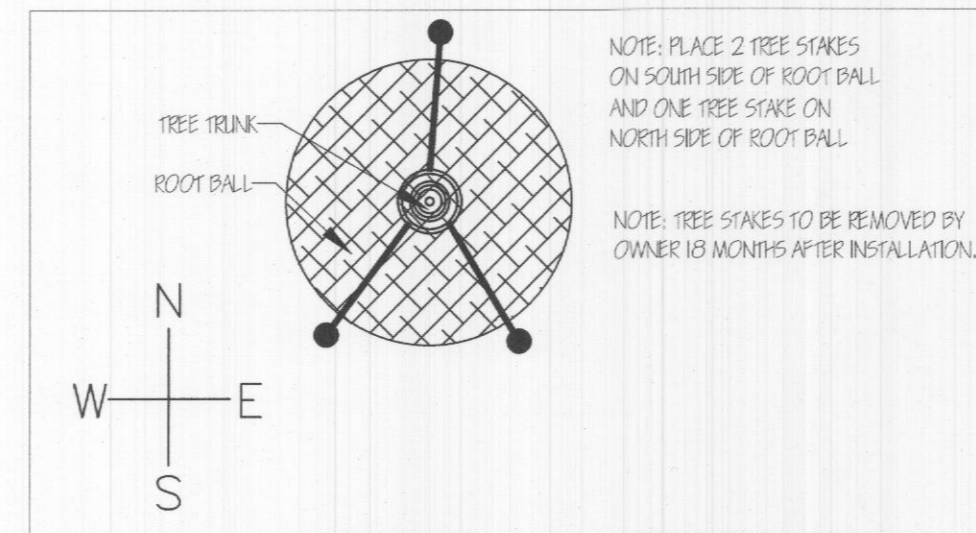 NOTE: PLACE 2 TREE STAKES
ON SOUTH SIDE OF ROOT BALL
AND ONE TREE STAKE ON
NORTH SIDE OF ROOT BALL
TREE TRUNK
ROOT BALL
NOTE: TREE STAKES TO BE REMOVED BY
OWNER 18 MONTHS AFTER INSTALLATION.
N
W E
S